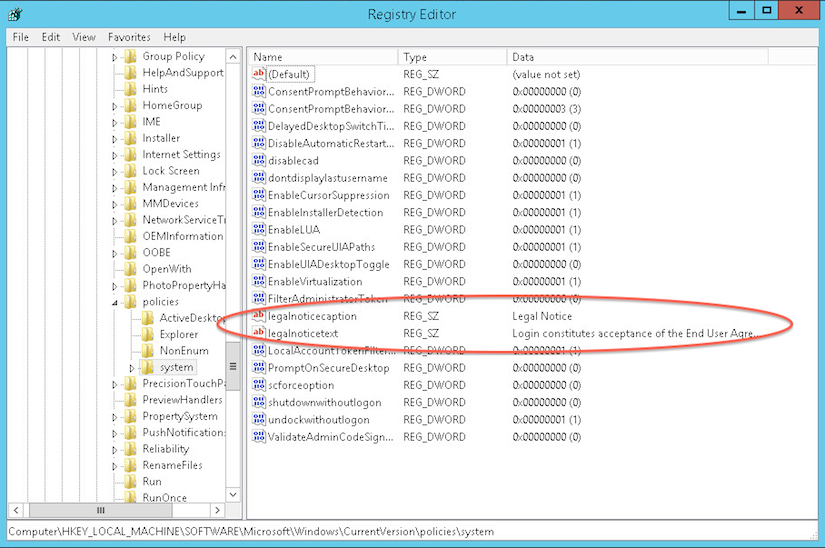 Registry Editor
File Edit View Favorites Help
Group Policy
HelpAndSupport
Hints
HomeGroup
IME
Installer
Internet Settings
Lock Screen
Management Infr
MMDevices
NetworkServiceTr
OEMInformation
OOBE
OpenWith
PhotoPropertyHa
policies
ActiveDeskto
Explorer
NonEnum
system
PrecisionTouchPa
PreviewHandlers
PropertySystem
PushNotifications
Reliability
RenameFiles
Run
RunOnce
Name Type Data
ab (Default) REG_SZ (value not set)
ConsentPromptBehavior... REG_DWORD 0x00000000 (0)
ConsentPromptBehavior... REG_DWORD 0x00000003 (3)
DelayedDesktopSwitchTi... REG_DWORD 0x00000000 (0)
DisableAutomaticRestart... REG_DWORD 0x00000001 (1)
disablecad REG_DWORD 0x00000000 (0)
dontdisplaylastusername REG_DWORD 0x00000000 (0)
EnableCursorSuppression REG_DWORD 0x00000001 (1)
EnableInstallerDetection REG_DWORD 0x00000001 (1)
EnableLUA REG_DWORD 0x00000001 (1)
EnableSecureUIAPaths REG_DWORD 0x00000001 (1)
EnableUIADesktopToggle REG_DWORD 0x00000000 (0)
EnableVirtualization REG_DWORD 0x00000001 (1)
FilterAdministratorToken REG_DWORD 0x00000000 (0)
ab legalnoticecaption REG_SZ Legal Notice
ab legalnoticetext REG_SZ Login constitutes acceptance of the End User Agre...
LocalAccountTokenFilter... REG_DWORD 0x00000001 (1)
PromptOnSecureDesktop REG_DWORD 0x00000000 (0)
scforceoption REG_DWORD 0x00000000 (0)
shutdownwithoutlogon REG_DWORD 0x00000000 (0)
undockwithoutlogon REG_DWORD 0x00000001 (1)
ValidateAdminCodeSign... REG_DWORD 0x00000000 (0)
Computer\HKEY_LOCAL_MACHINE\SOFTWARE\Microsoft\Windows\CurrentVersion\policies\system